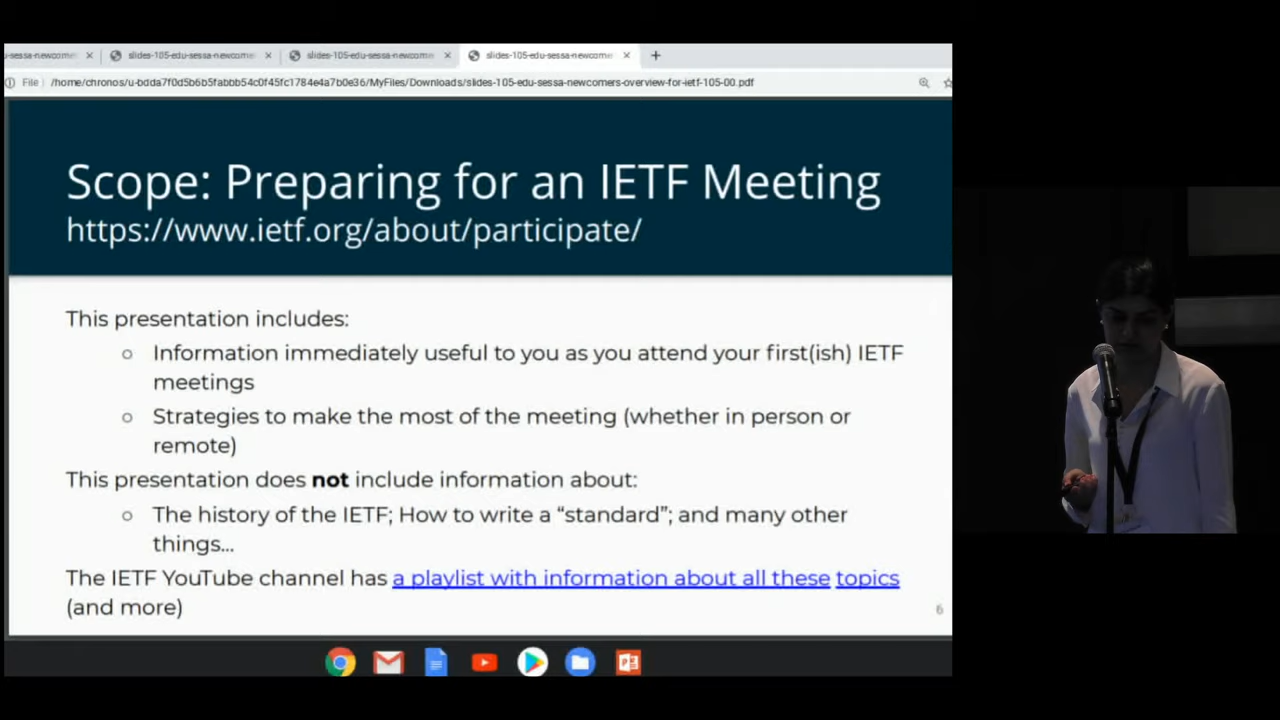 u-sessa-newcomers
slides-105-edu-sessa-newcome
slides-105-edu-sessa-newcome
slides-105-edu-sessa-newcome
File
/home/chronos/u-bdda7f0d5b6b5fabbb54c0f45fc1784e4a7b0e36/MyFiles/Downloads/slides-105-edu-sessa-newcomers-overview-for-ietf-105-00.pdf
Scope: Preparing for an IETF Meeting
https://www.ietf.org/about/participate/
This presentation includes:
Information immediately useful to you as you attend your first(ish) IETF
meetings
Strategies to make the most of the meeting (whether in person or
remote)
This presentation does not include information about:
The history of the IETF; How to write a “standard”; and many other
things...
The IETF YouTube channel has a playlist with information about all these topics
(and more)
6